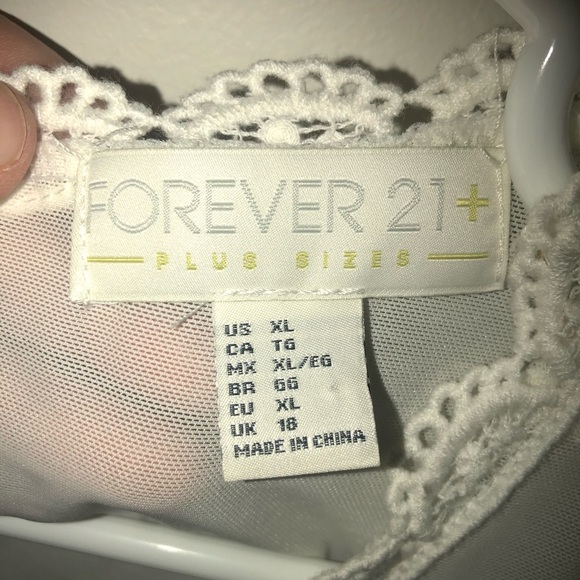 FOREVER 21+
PLUS SIZES
US XL
CA TG
MX XL/EG
BR GG
EU XL
UK 18
MADE IN CHINA